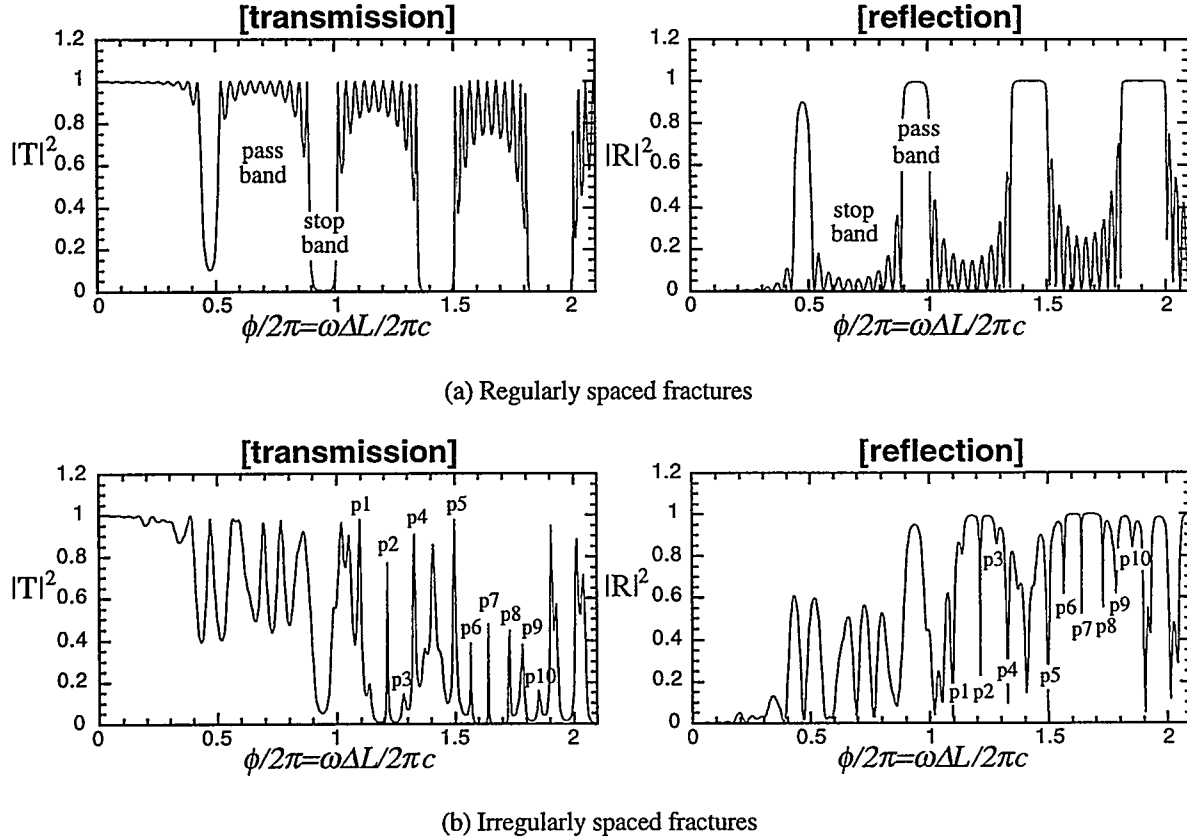 [transmission]
1.2
1
0.8
0.6
0.4
0.2
0
|T|²
pass
band
stop
band
0
0.5
1
1.5
2
ϕ/2π=ωΔL/2πc
[reflection]
1.2
1
0.8
0.6
0.4
0.2
0
|R|²
pass
band
stop
band
0
0.5
1
1.5
2
ϕ/2π=ωΔL/2πc
(a) Regularly spaced fractures
[transmission]
1.2
1
0.8
0.6
0.4
0.2
0
|T|²
p1
p2
p3
p4
p5
p6
p7
p8
p9
p10
0
0.5
1
1.5
2
ϕ/2π=ωΔL/2πc
[reflection]
1.2
1
0.8
0.6
0.4
0.2
0
|R|²
p1
p2
p3
p4
p5
p6
p7
p8
p9
p10
0
0.5
1
1.5
2
ϕ/2π=ωΔL/2πc
(b) Irregularly spaced fractures